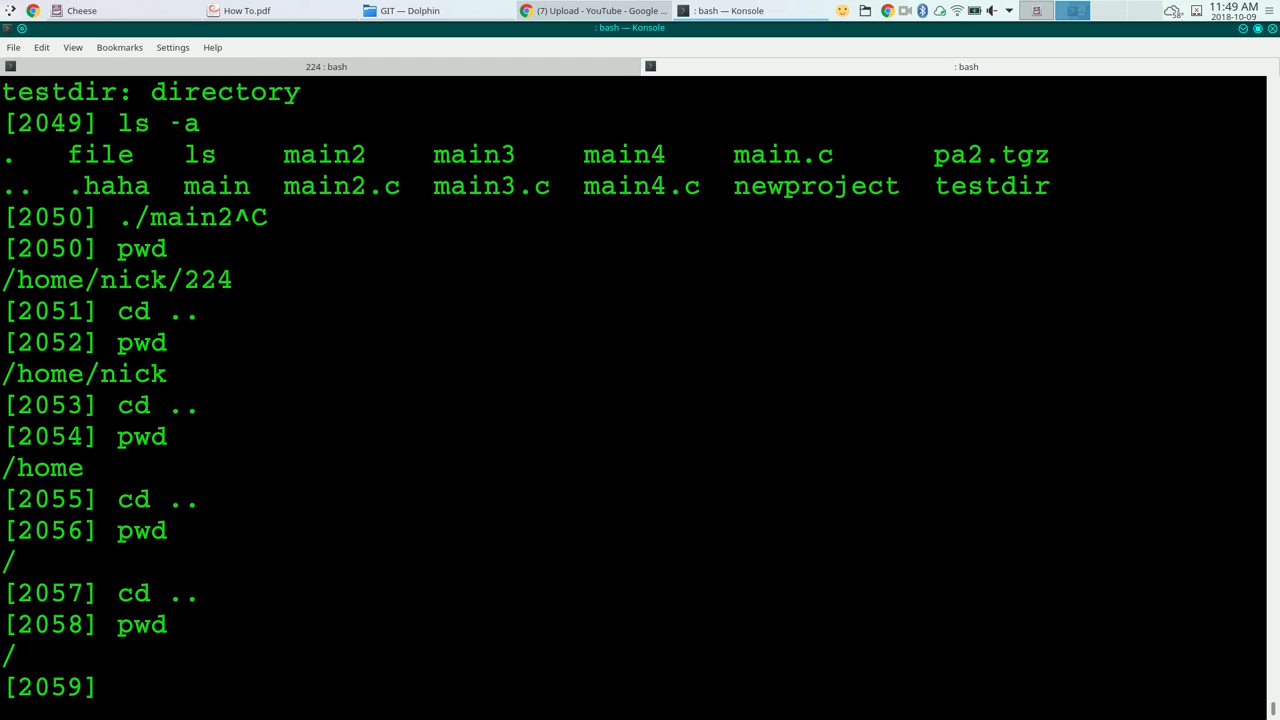 Cheese How To.pdf GIT — Dolphin (7) Upload - YouTube - Google ... : bash — Konsole 58° 11:49 AM
2018-10-09
: bash — Konsole
File Edit View Bookmarks Settings Help
224 : bash : bash
testdir: directory
[2049] ls -a
. file ls main2 main3 main4 main.c pa2.tgz
.. .haha main main2.c main3.c main4.c newproject testdir
[2050] ./main2^C
[2050] pwd
/home/nick/224
[2051] cd ..
[2052] pwd
/home/nick
[2053] cd ..
[2054] pwd
/home
[2055] cd ..
[2056] pwd
/
[2057] cd ..
[2058] pwd
/
[2059]